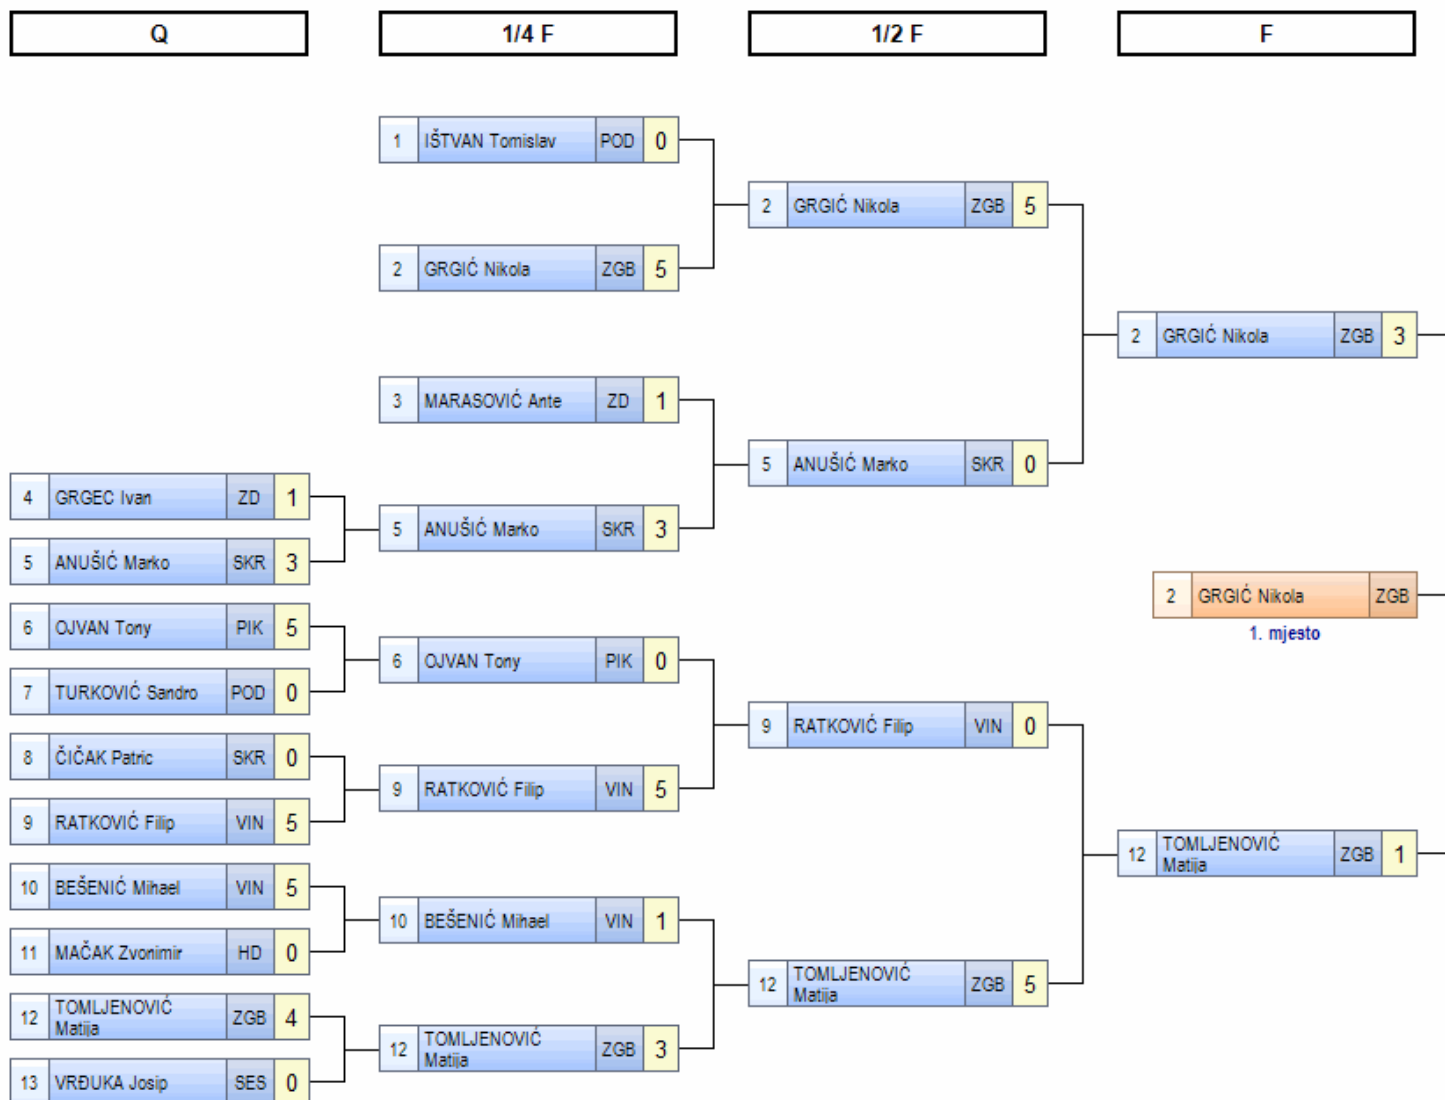 Q 1/4 F 1/2 F F
1 IŠTVAN Tomislav POD 0
2 GRGIĆ Nikola ZGB 5
2 GRGIĆ Nikola ZGB 5
2 GRGIĆ Nikola ZGB 3
3 MARASOVIĆ Ante ZD 1
5 ANUŠIĆ Marko SKR 0
4 GRGEC Ivan ZD 1
5 ANUŠIĆ Marko SKR 3
5 ANUŠIĆ Marko SKR 3
2 GRGIĆ Nikola ZGB
1. mjesto
6 OJVAN Tony PIK 5
6 OJVAN Tony PIK 0
7 TURKOVIĆ Sandro POD 0
9 RATKOVIĆ Filip VIN 0
8 ČIČAK Patric SKR 0
9 RATKOVIĆ Filip VIN 5
9 RATKOVIĆ Filip VIN 5
12 TOMLJENOVIĆ
Matija ZGB 1
10 BEŠENIĆ Mihael VIN 5
10 BEŠENIĆ Mihael VIN 1
11 MAČAK Zvonimir HD 0
12 TOMLJENOVIĆ
Matija ZGB 5
12 TOMLJENOVIĆ
Matija ZGB 4
12 TOMLJENOVIĆ
Matija ZGB 3
13 VRĐUKA Josip SES 0